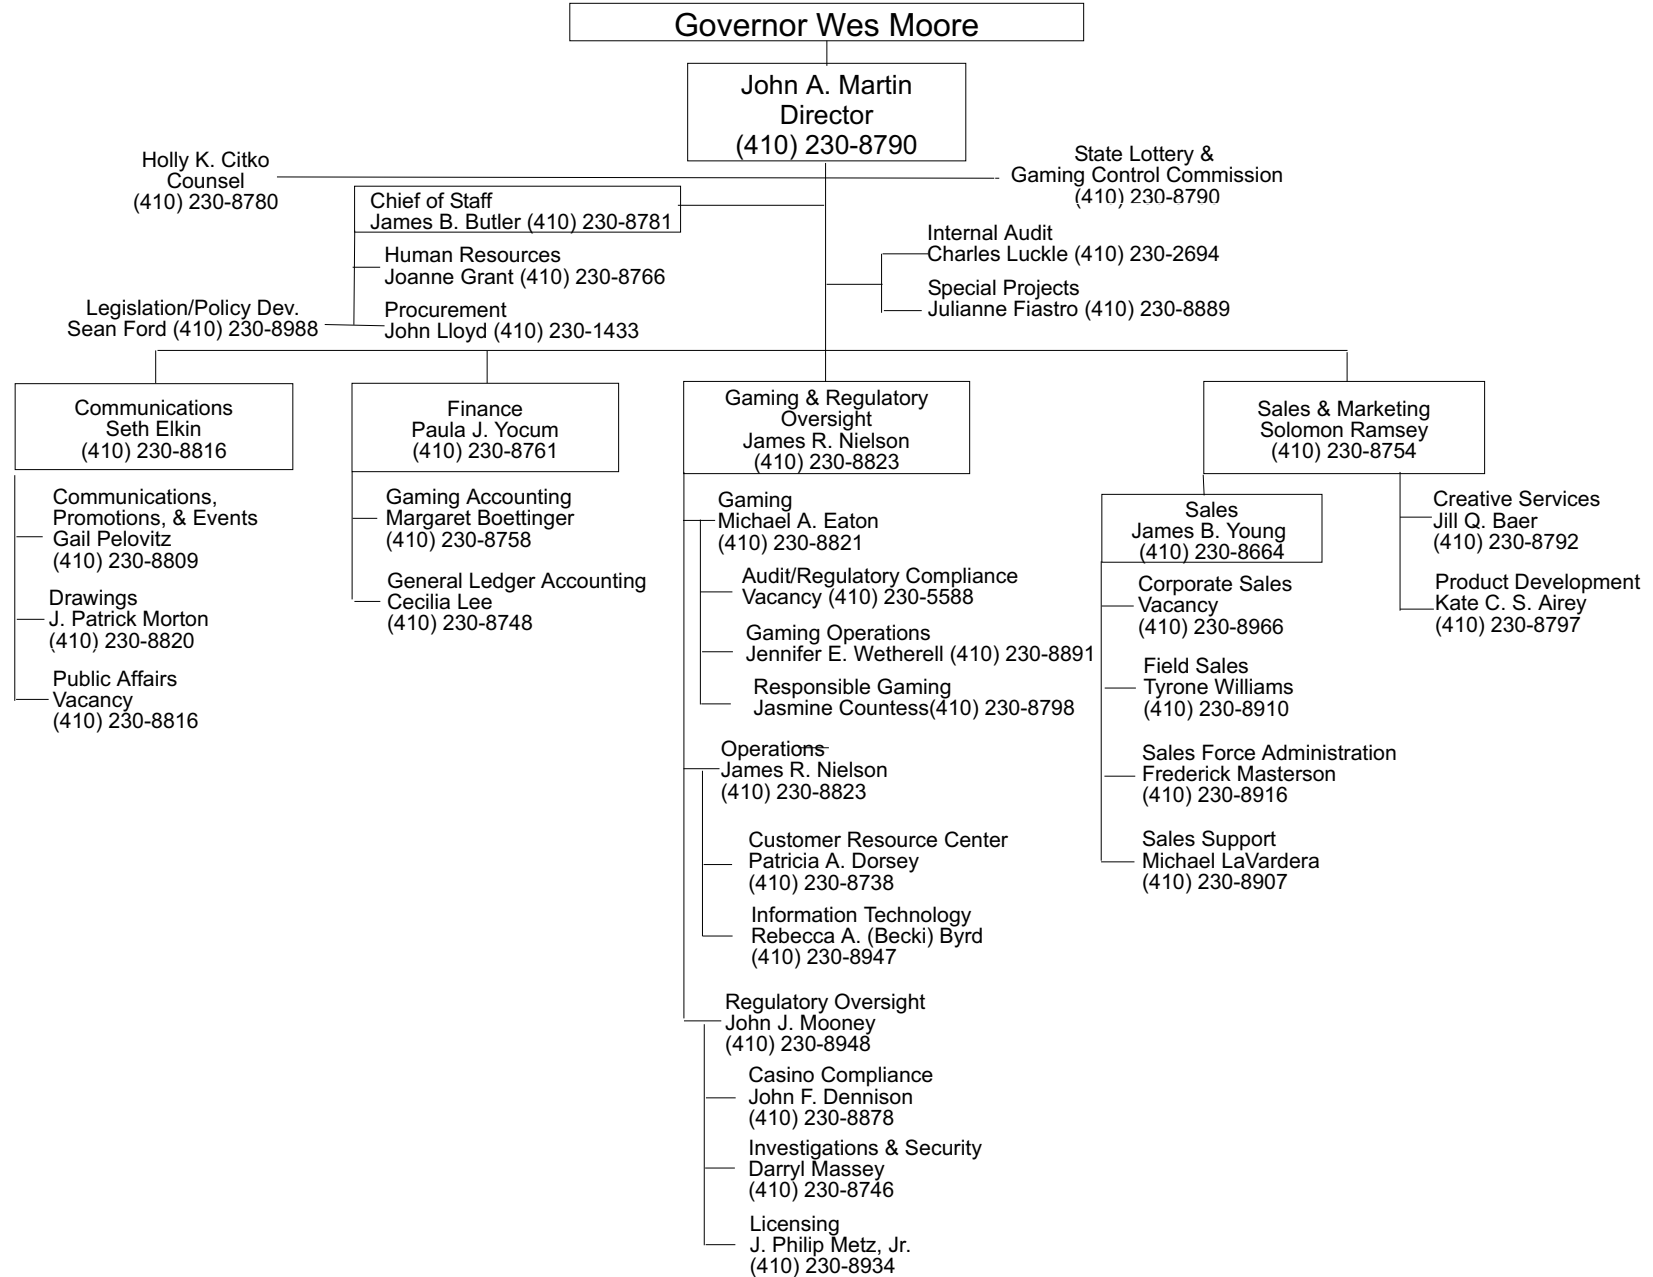 Governor Wes Moore
John A. Martin
Director
(410) 230-8790
Holly K. Citko
Counsel
(410) 230-8780
State Lottery &
Gaming Control Commission
(410) 230-8790
Chief of Staff
James B. Butler (410) 230-8781
Human Resources
Joanne Grant (410) 230-8766
Legislation/Policy Dev.
Sean Ford (410) 230-8988
Procurement
John Lloyd (410) 230-1433
Internal Audit
Charles Luckle (410) 230-2694
Special Projects
Julianne Fiastro (410) 230-8889
Communications
Seth Elkin
(410) 230-8816
Communications,
Promotions, & Events
Gail Pelovitz
(410) 230-8809
Drawings
J. Patrick Morton
(410) 230-8820
Public Affairs
Vacancy
(410) 230-8816
Finance
Paula J. Yocum
(410) 230-8761
Gaming Accounting
Margaret Boettinger
(410) 230-8758
General Ledger Accounting
Cecilia Lee
(410) 230-8748
Gaming & Regulatory
Oversight
James R. Nielson
(410) 230-8823
Gaming
Michael A. Eaton
(410) 230-8821
Audit/Regulatory Compliance
Vacancy (410) 230-5588
Gaming Operations
Jennifer E. Wetherell (410) 230-8891
Responsible Gaming
Jasmine Countess(410) 230-8798
Operations
James R. Nielson
(410) 230-8823
Customer Resource Center
Patricia A. Dorsey
(410) 230-8738
Information Technology
Rebecca A. (Becki) Byrd
(410) 230-8947
Regulatory Oversight
John J. Mooney
(410) 230-8948
Casino Compliance
John F. Dennison
(410) 230-8878
Investigations & Security
Darryl Massey
(410) 230-8746
Licensing
J. Philip Metz, Jr.
(410) 230-8934
Sales & Marketing
Solomon Ramsey
(410) 230-8754
Sales
James B. Young
(410) 230-8664
Corporate Sales
Vacancy
(410) 230-8966
Field Sales
Tyrone Williams
(410) 230-8910
Sales Force Administration
Frederick Masterson
(410) 230-8916
Sales Support
Michael LaVardera
(410) 230-8907
Creative Services
Jill Q. Baer
(410) 230-8792
Product Development
Kate C. S. Airey
(410) 230-8797